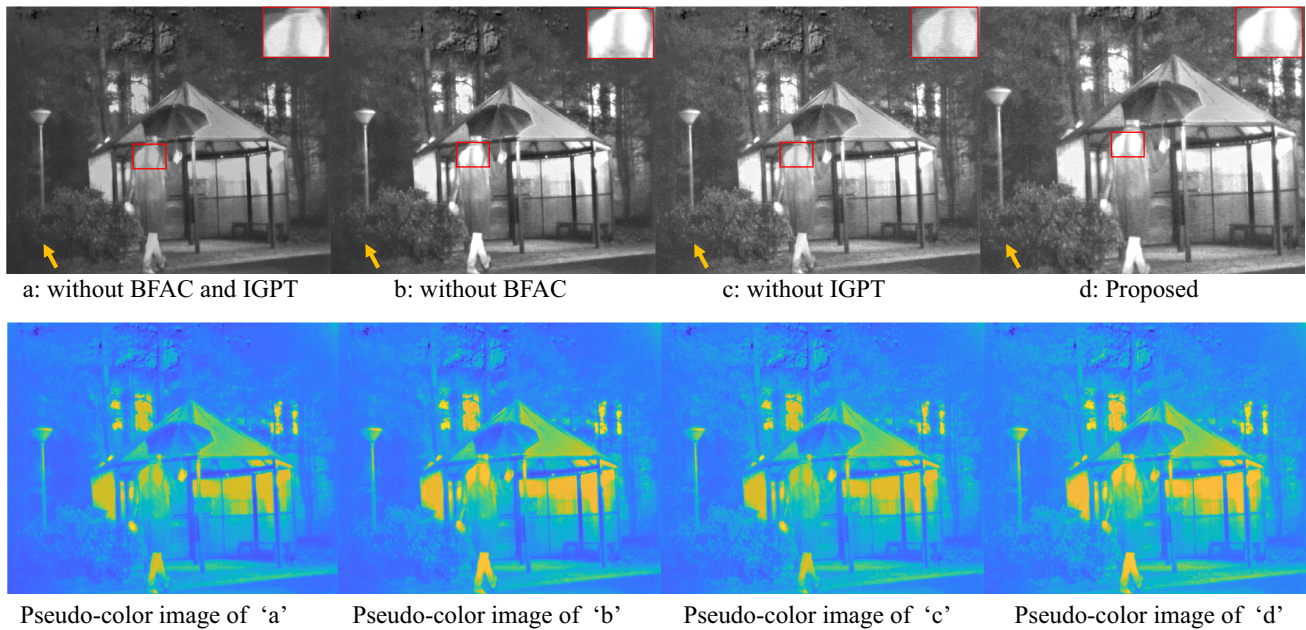 a: without BFAC and IGPT
b: without BFAC
c: without IGPT
d: Proposed
Pseudo-color image of ‘a’
Pseudo-color image of ‘b’
Pseudo-color image of ‘c’
Pseudo-color image of ‘d’